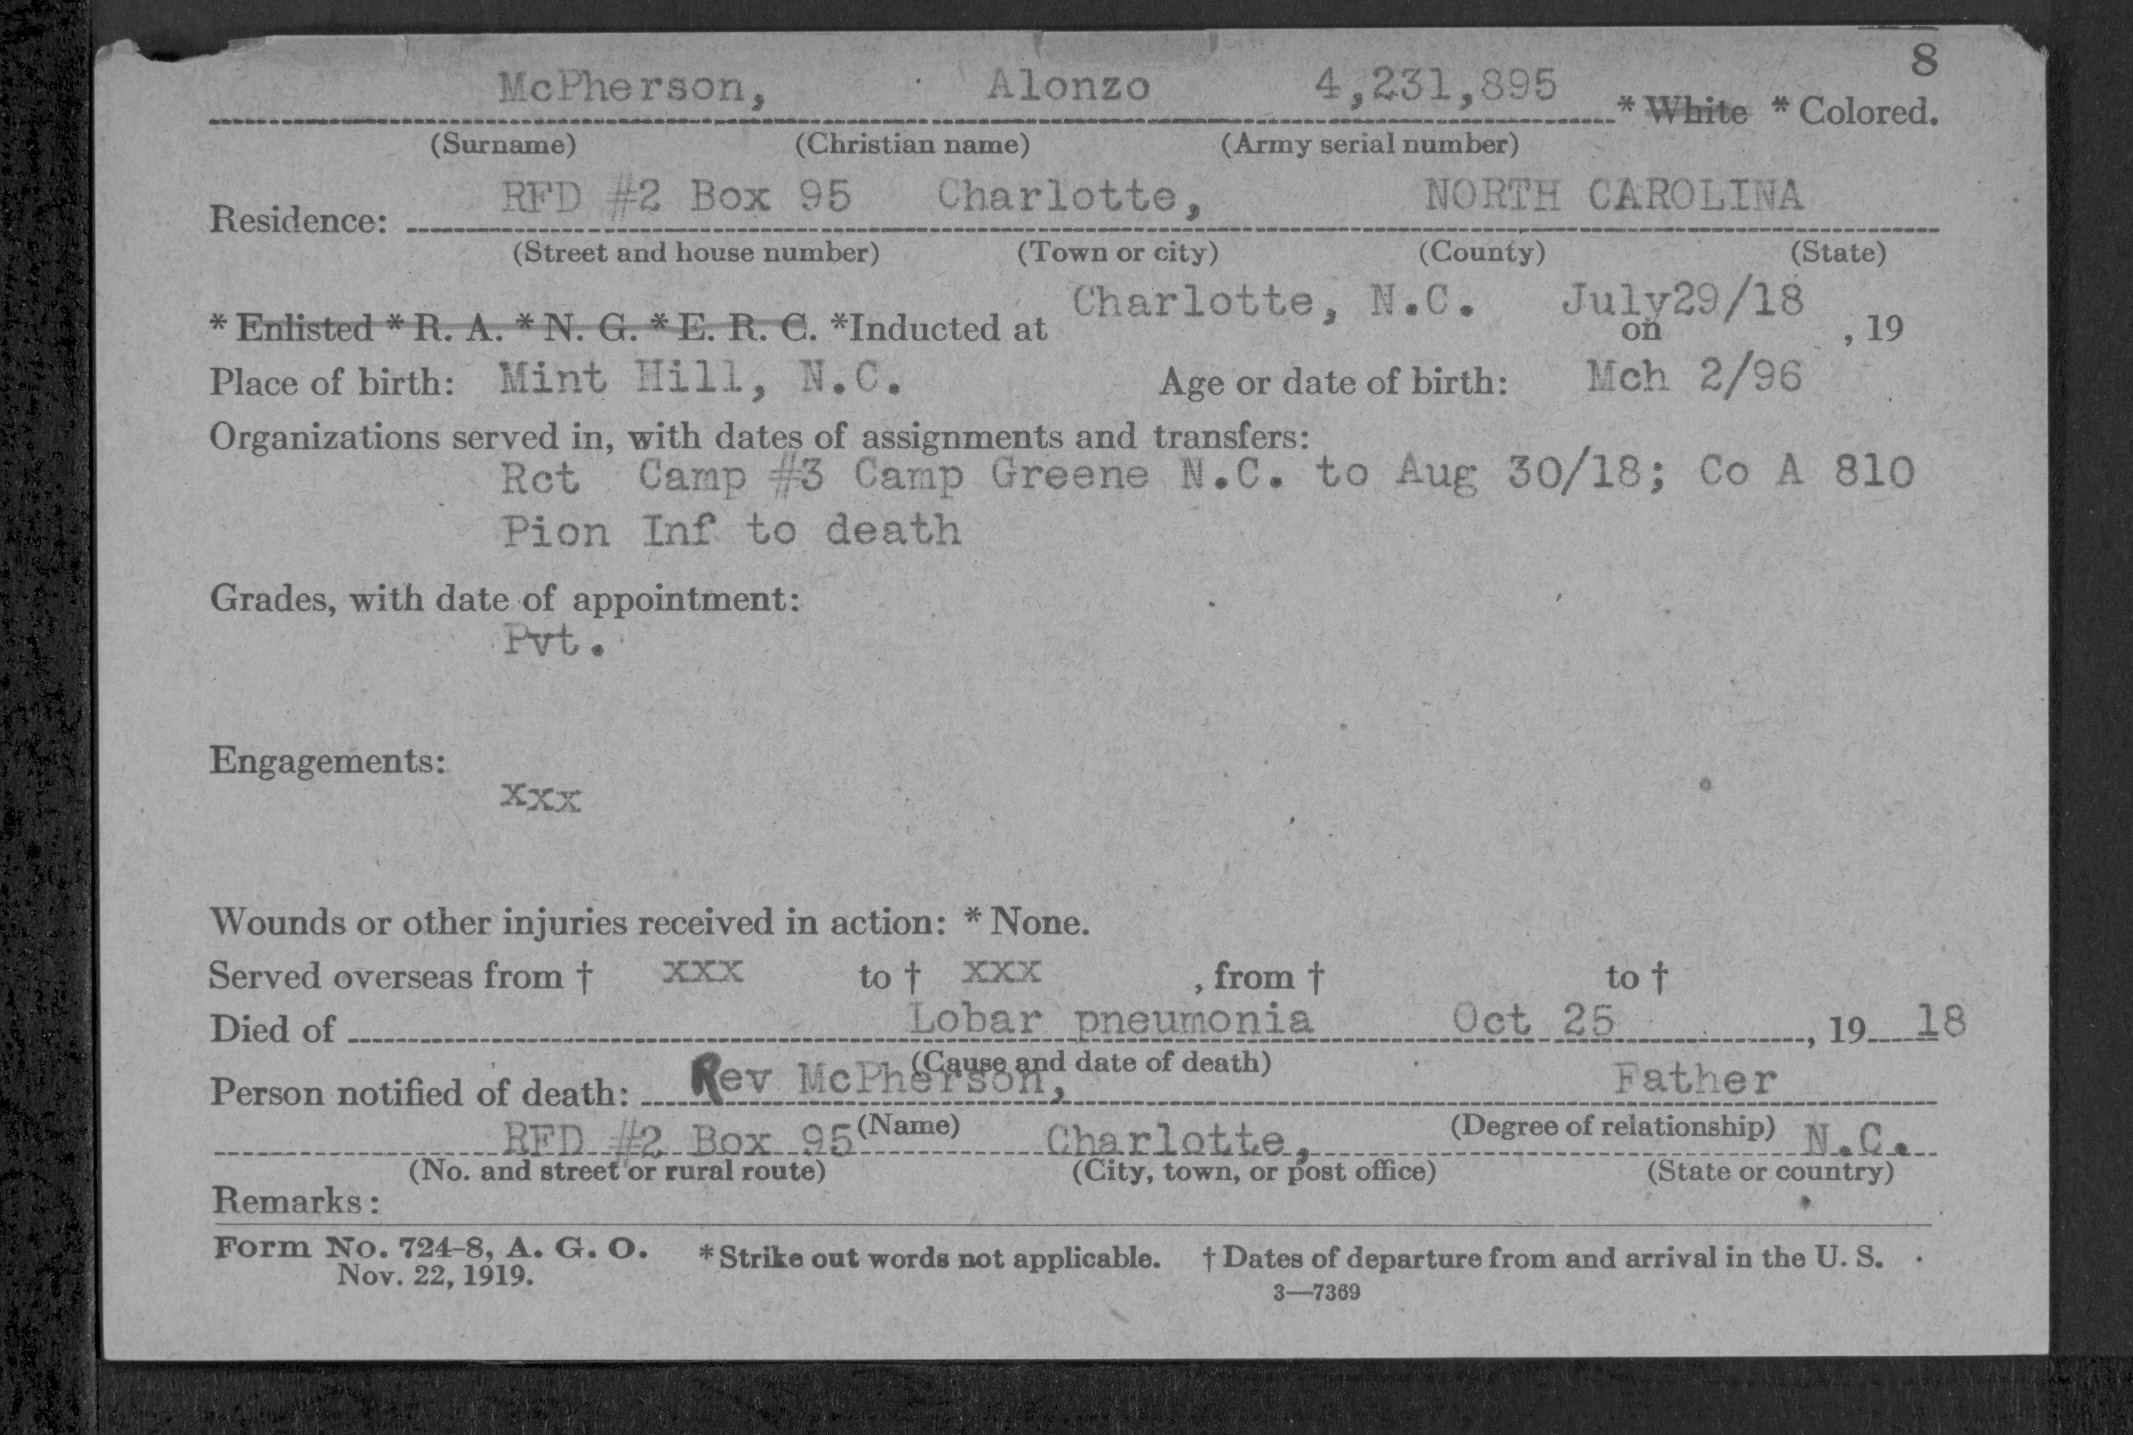 8
McPherson, Alonzo 4,231,895 * White * Colored.
(Surname) (Christian name) (Army serial number)
Residence: RFD #2 Box 95 Charlotte, NORTH CAROLINA
(Street and house number) (Town or city) (County) (State)
* Enlisted * R. A. * N. G. * E. R. C. *Inducted at Charlotte, N.C. on July29/18 , 19
Place of birth: Mint Hill, N.C. Age or date of birth: Mch 2/96
Organizations served in, with dates of assignments and transfers:
Rct Camp #3 Camp Greene N.C. to Aug 30/18; Co A 810
Pion Inf to death
Grades, with date of appointment:
Pvt.
Engagements:
xxx
Wounds or other injuries received in action: * None.
Served overseas from † xxx to † xxx , from † to †
Died of Lobar pneumonia Oct 25 , 19 18
(Cause and date of death)
Person notified of death: Rev McPherson, Father
(Name) (Degree of relationship)
RFD #2 Box 95 Charlotte, N.C.
(No. and street or rural route) (City, town, or post office) (State or country)
Remarks:
Form No. 724-8, A. G. O. * Strike out words not applicable. † Dates of departure from and arrival in the U. S.
Nov. 22, 1919.
3—7369